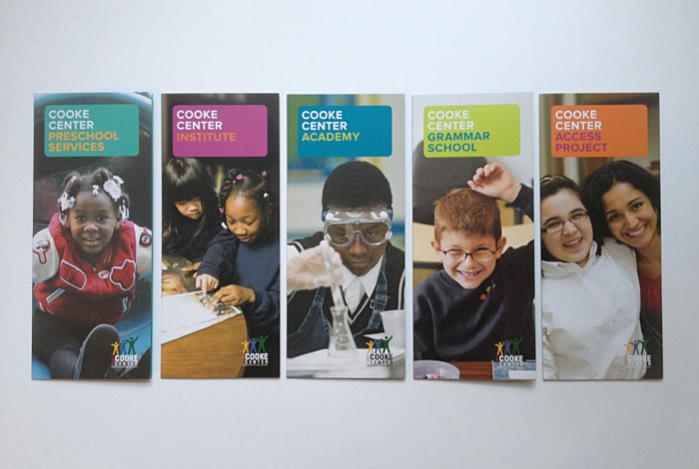 COOKE
CENTER
PRESCHOOL
SERVICES
COOKE
CENTER
INSTITUTE
COOKE
CENTER
ACADEMY
COOKE
CENTER
GRAMMAR
SCHOOL
COOKE
CENTER
ACCESS
PROJECT
COOKE
CENTER
COOKE
CENTER
COOKE
CENTER
COOKE
CENTER
COOKE
CENTER